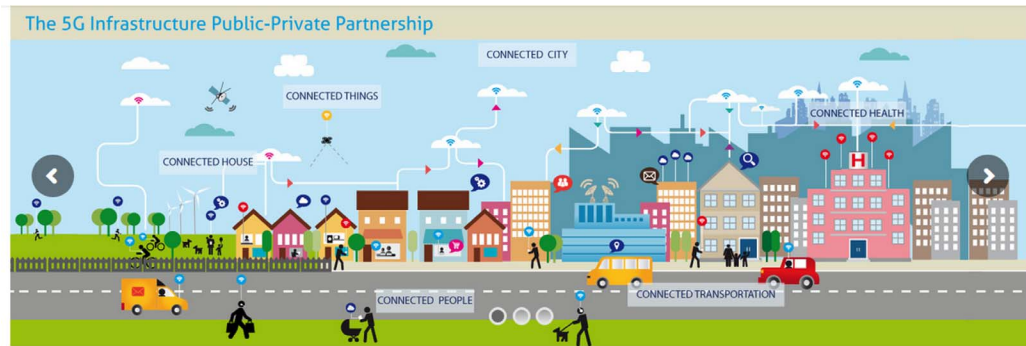 The 5G Infrastructure Public-Private Partnership
CONNECTED CITY
CONNECTED THINGS
CONNECTED HEALTH
CONNECTED HOUSE
H
CONNECTED PEOPLE
CONNECTED TRANSPORTATION